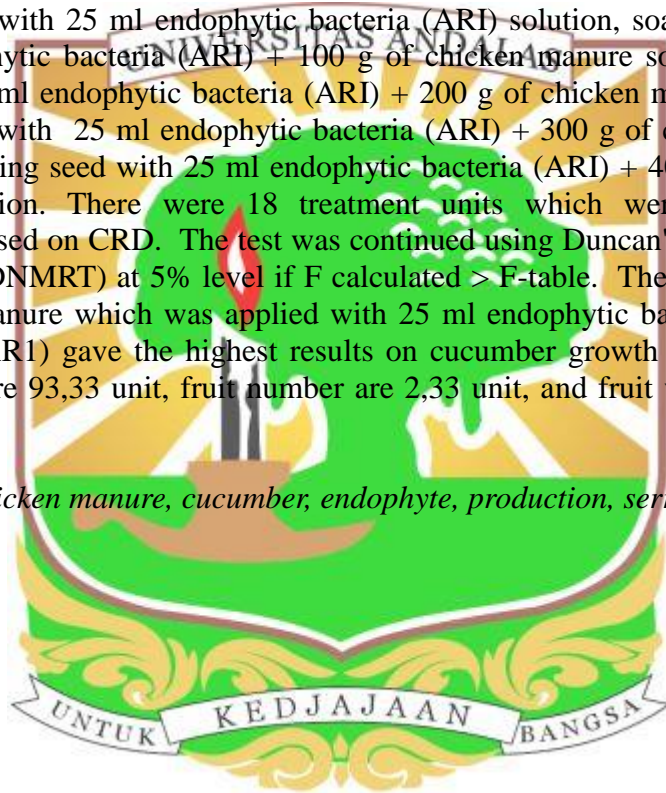 with 25 ml endophytic bacteria (ARI) solution, soa
UNIVERSITAS ANDALAS
hytic bacteria (ARI) + 100 g of chicken manure so
ml endophytic bacteria (ARI) + 200 g of chicken m
with 25 ml endophytic bacteria (ARI) + 300 g of
ing seed with 25 ml endophytic bacteria (ARI) + 4
ion. There were 18 treatment units which wer
sed on CRD. The test was continued using Duncan'
DNMRT) at 5% level if F calculated > F-table. The
anure which was applied with 25 ml endophytic ba
R1) gave the highest results on cucumber growth
re 93,33 unit, fruit number are 2,33 unit, and fruit
icken manure, cucumber, endophyte, production, ser
UNTUK KEDJAJAAN BANGSA